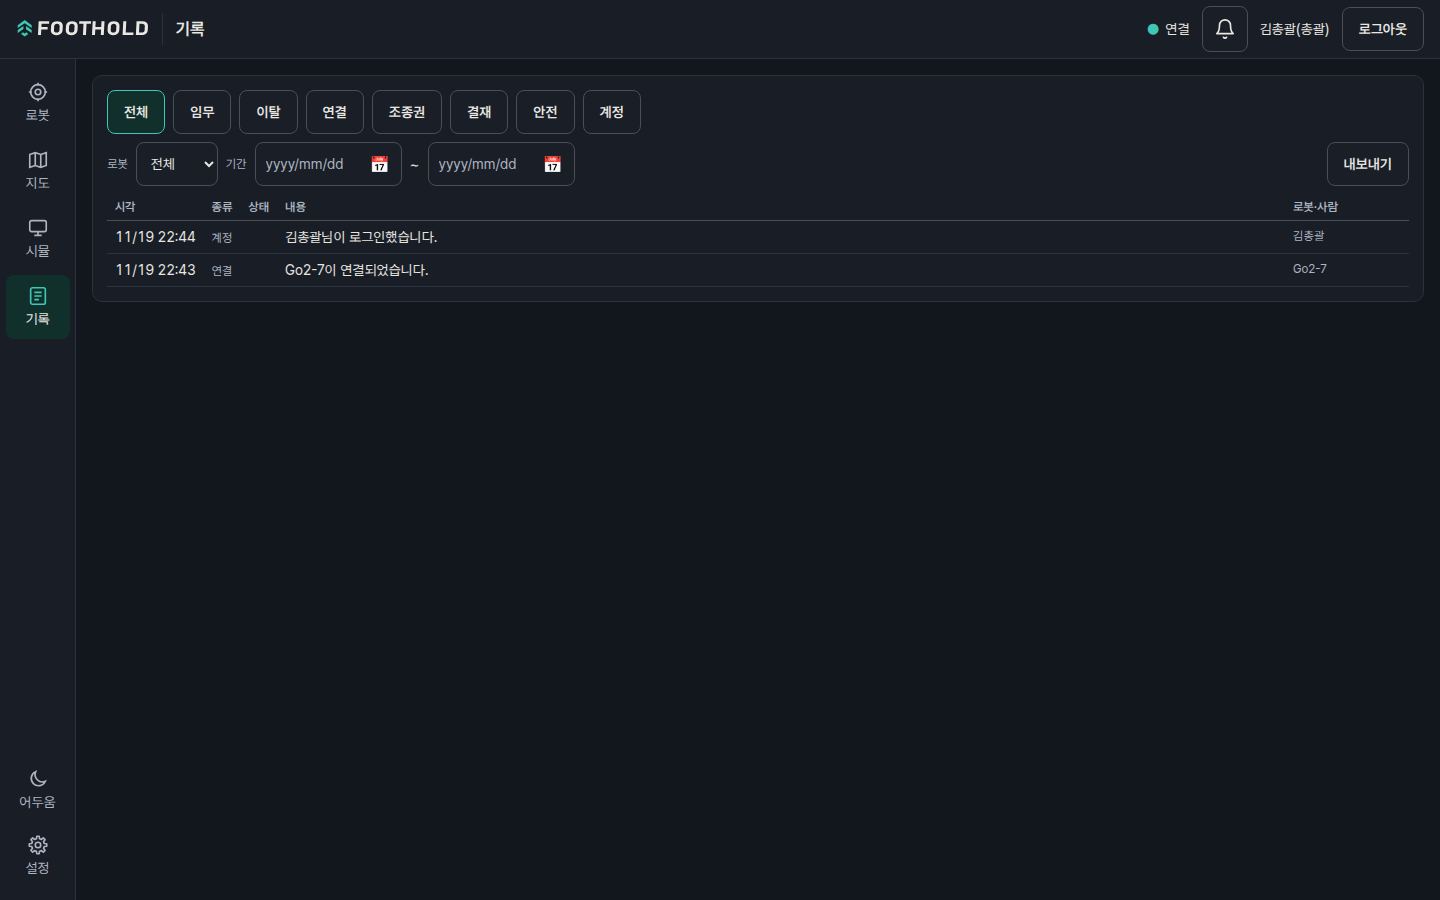 FOOTHOLD 기록 연결 김총괄(총괄) 로그아웃
로봇
지도
시뮬
기록
어두움
설정
전체 임무 이탈 연결 조종권 결재 안전 계정
로봇 전체 기간 yyyy/mm/dd 17 ~ yyyy/mm/dd 17 내보내기
시각 종류 상태 내용 로봇·사람
11/19 22:44 계정 김총괄님이 로그인했습니다. 김총괄
11/19 22:43 연결 Go2-7이 연결되었습니다. Go2-7